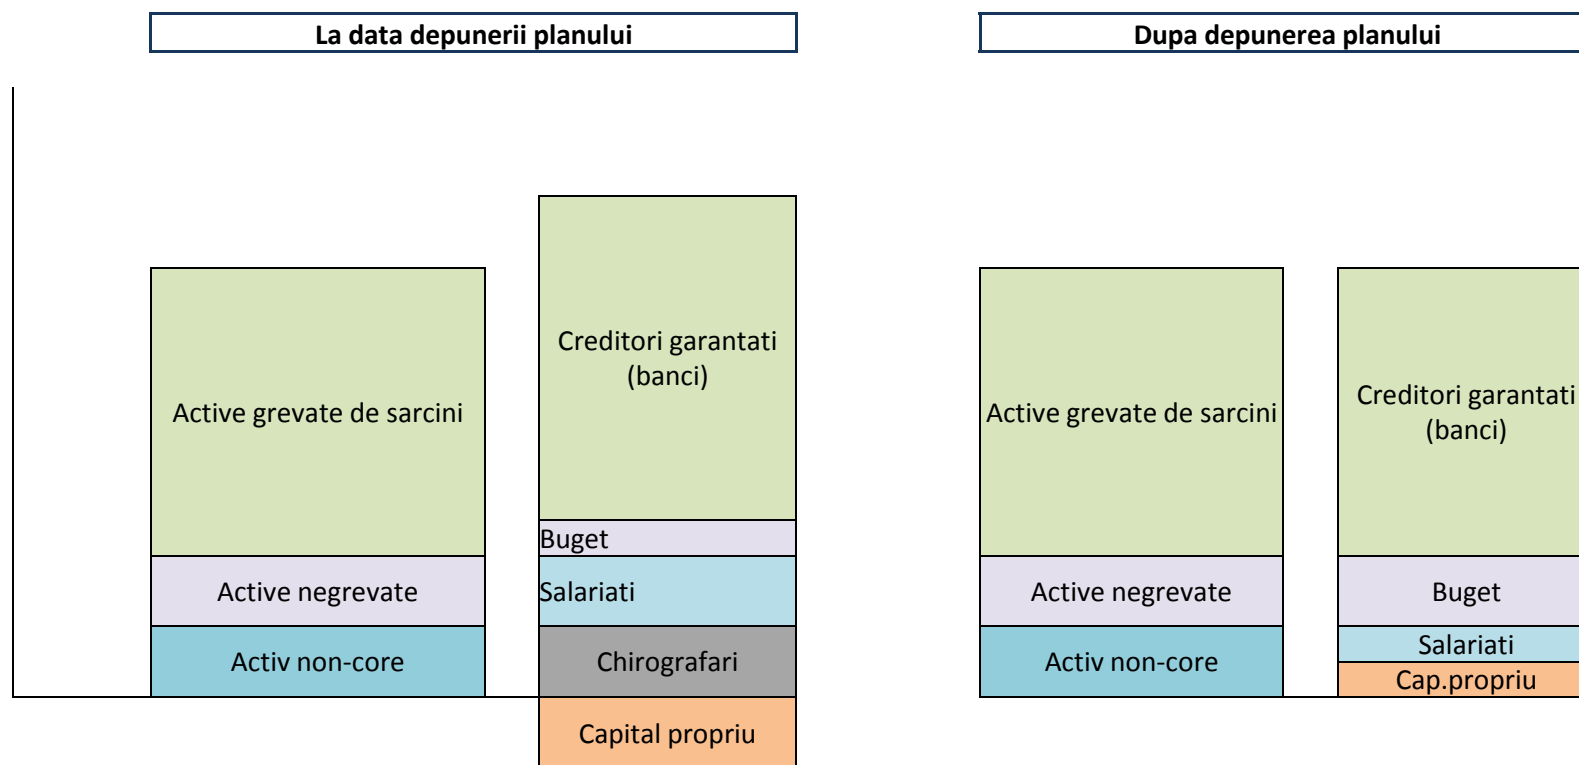 La data depunerii planului
Dupa depunerea planului
Active grevate de sarcini
Active negrevate
Activ non-core
Creditori garantati
(banci)
Buget
Salariati
Chirografari
Capital propriu
Active grevate de sarcini
Active negrevate
Activ non-core
Creditori garantati
(banci)
Buget
Salariati
Cap.propriu